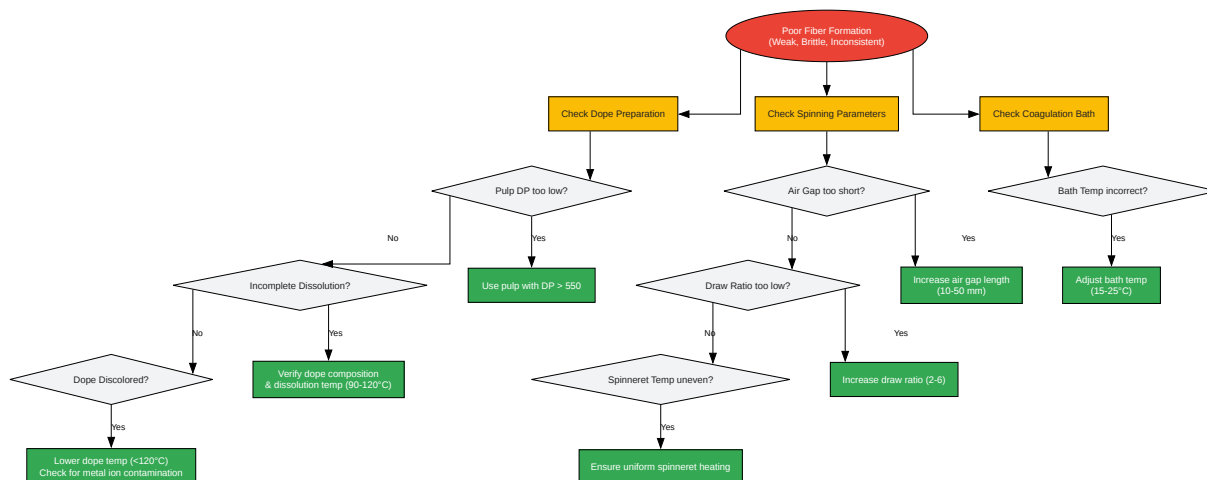 Poor Fiber Formation
(Weak, Brittle, Inconsistent)
Check Dope Preparation
Check Spinning Parameters
Check Coagulation Bath
Pulp DP too low?
Air Gap too short?
Bath Temp incorrect?
No
Yes
No
Yes
Yes
Incomplete Dissolution?
Use pulp with DP > 550
Draw Ratio too low?
Increase air gap length
(10-50 mm)
Adjust bath temp
(15-25°C)
No
Yes
No
Yes
Dope Discolored?
Verify dope composition
& dissolution temp (90-120°C)
Spinneret Temp uneven?
Increase draw ratio (2-6)
Yes
Yes
Lower dope temp (<120°C)
Check for metal ion contamination
Ensure uniform spinneret heating